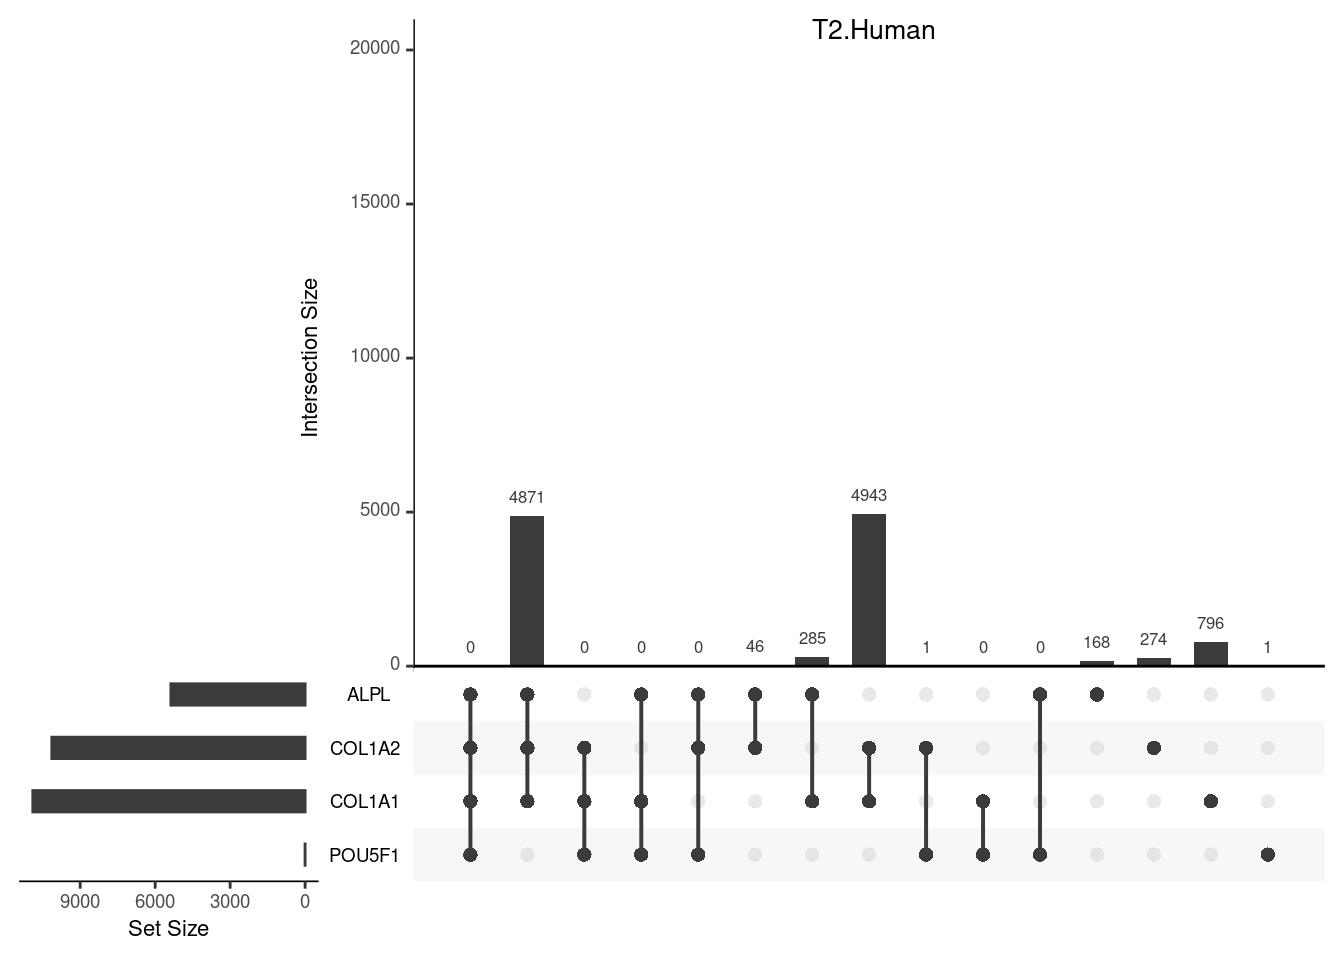 T2.Human
20000
15000
10000
5000
0
Intersection Size
0 4871 0 0 0 46 285 4943 1 0 0 168 274 796 1
ALPL
COL1A2
COL1A1
POU5F1
9000 6000 3000 0
Set Size